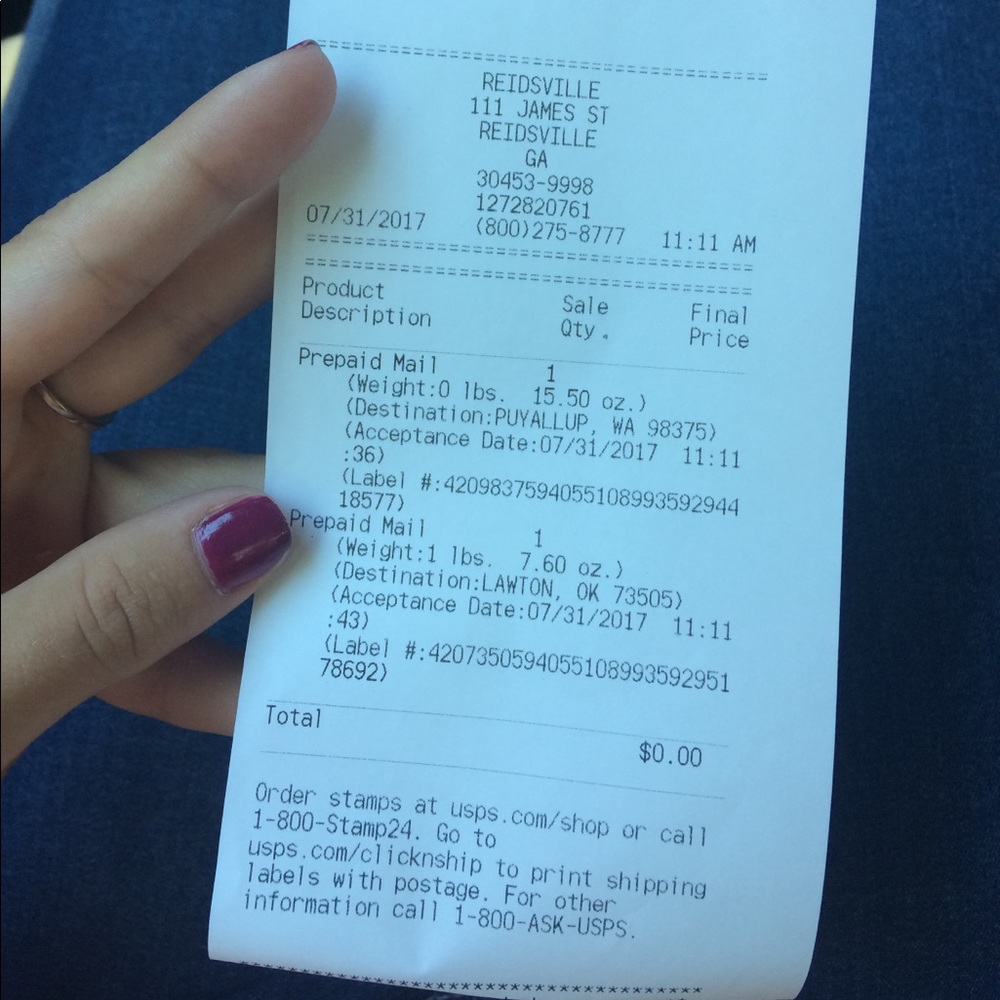 ========================================
REIDSVILLE
111 JAMES ST
REIDSVILLE
GA
30453-9998
1272820761
07/31/2017 (800)275-8777 11:11 AM
========================================
========================================
Product Sale Final
Description Qty. Price
Prepaid Mail 1
(Weight:0 lbs. 15.50 oz.)
(Destination:PUYALLUP, WA 98375)
(Acceptance Date:07/31/2017 11:11
:36)
(Label #:4209837594055108993592944
18577)
Prepaid Mail 1
(Weight:1 lbs. 7.60 oz.)
(Destination:LAWTON, OK 73505)
(Acceptance Date:07/31/2017 11:11
:43)
(Label #:4207350594055108993592951
78692)
Total
$0.00
Order stamps at usps.com/shop or call
1-800-Stamp24. Go to
usps.com/clicknship to print shipping
labels with postage. For other
information call 1-800-ASK-USPS.
****************************************